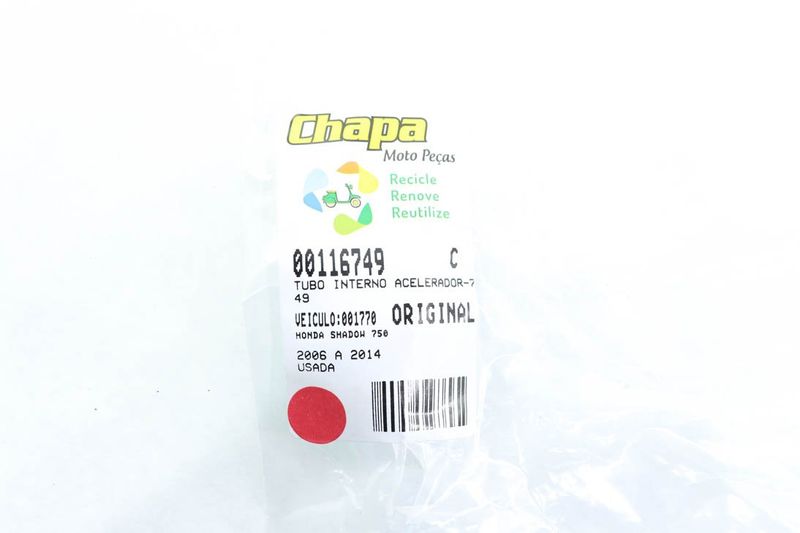 Chapa
Moto Peças
Recicle
Renove
Reutilize
00116749 C
TUBO INTERNO ACELERADOR-7
49
VEICULO:001770 ORIGINAL
HONDA SHADOW 750
2006 A 2014
USADA